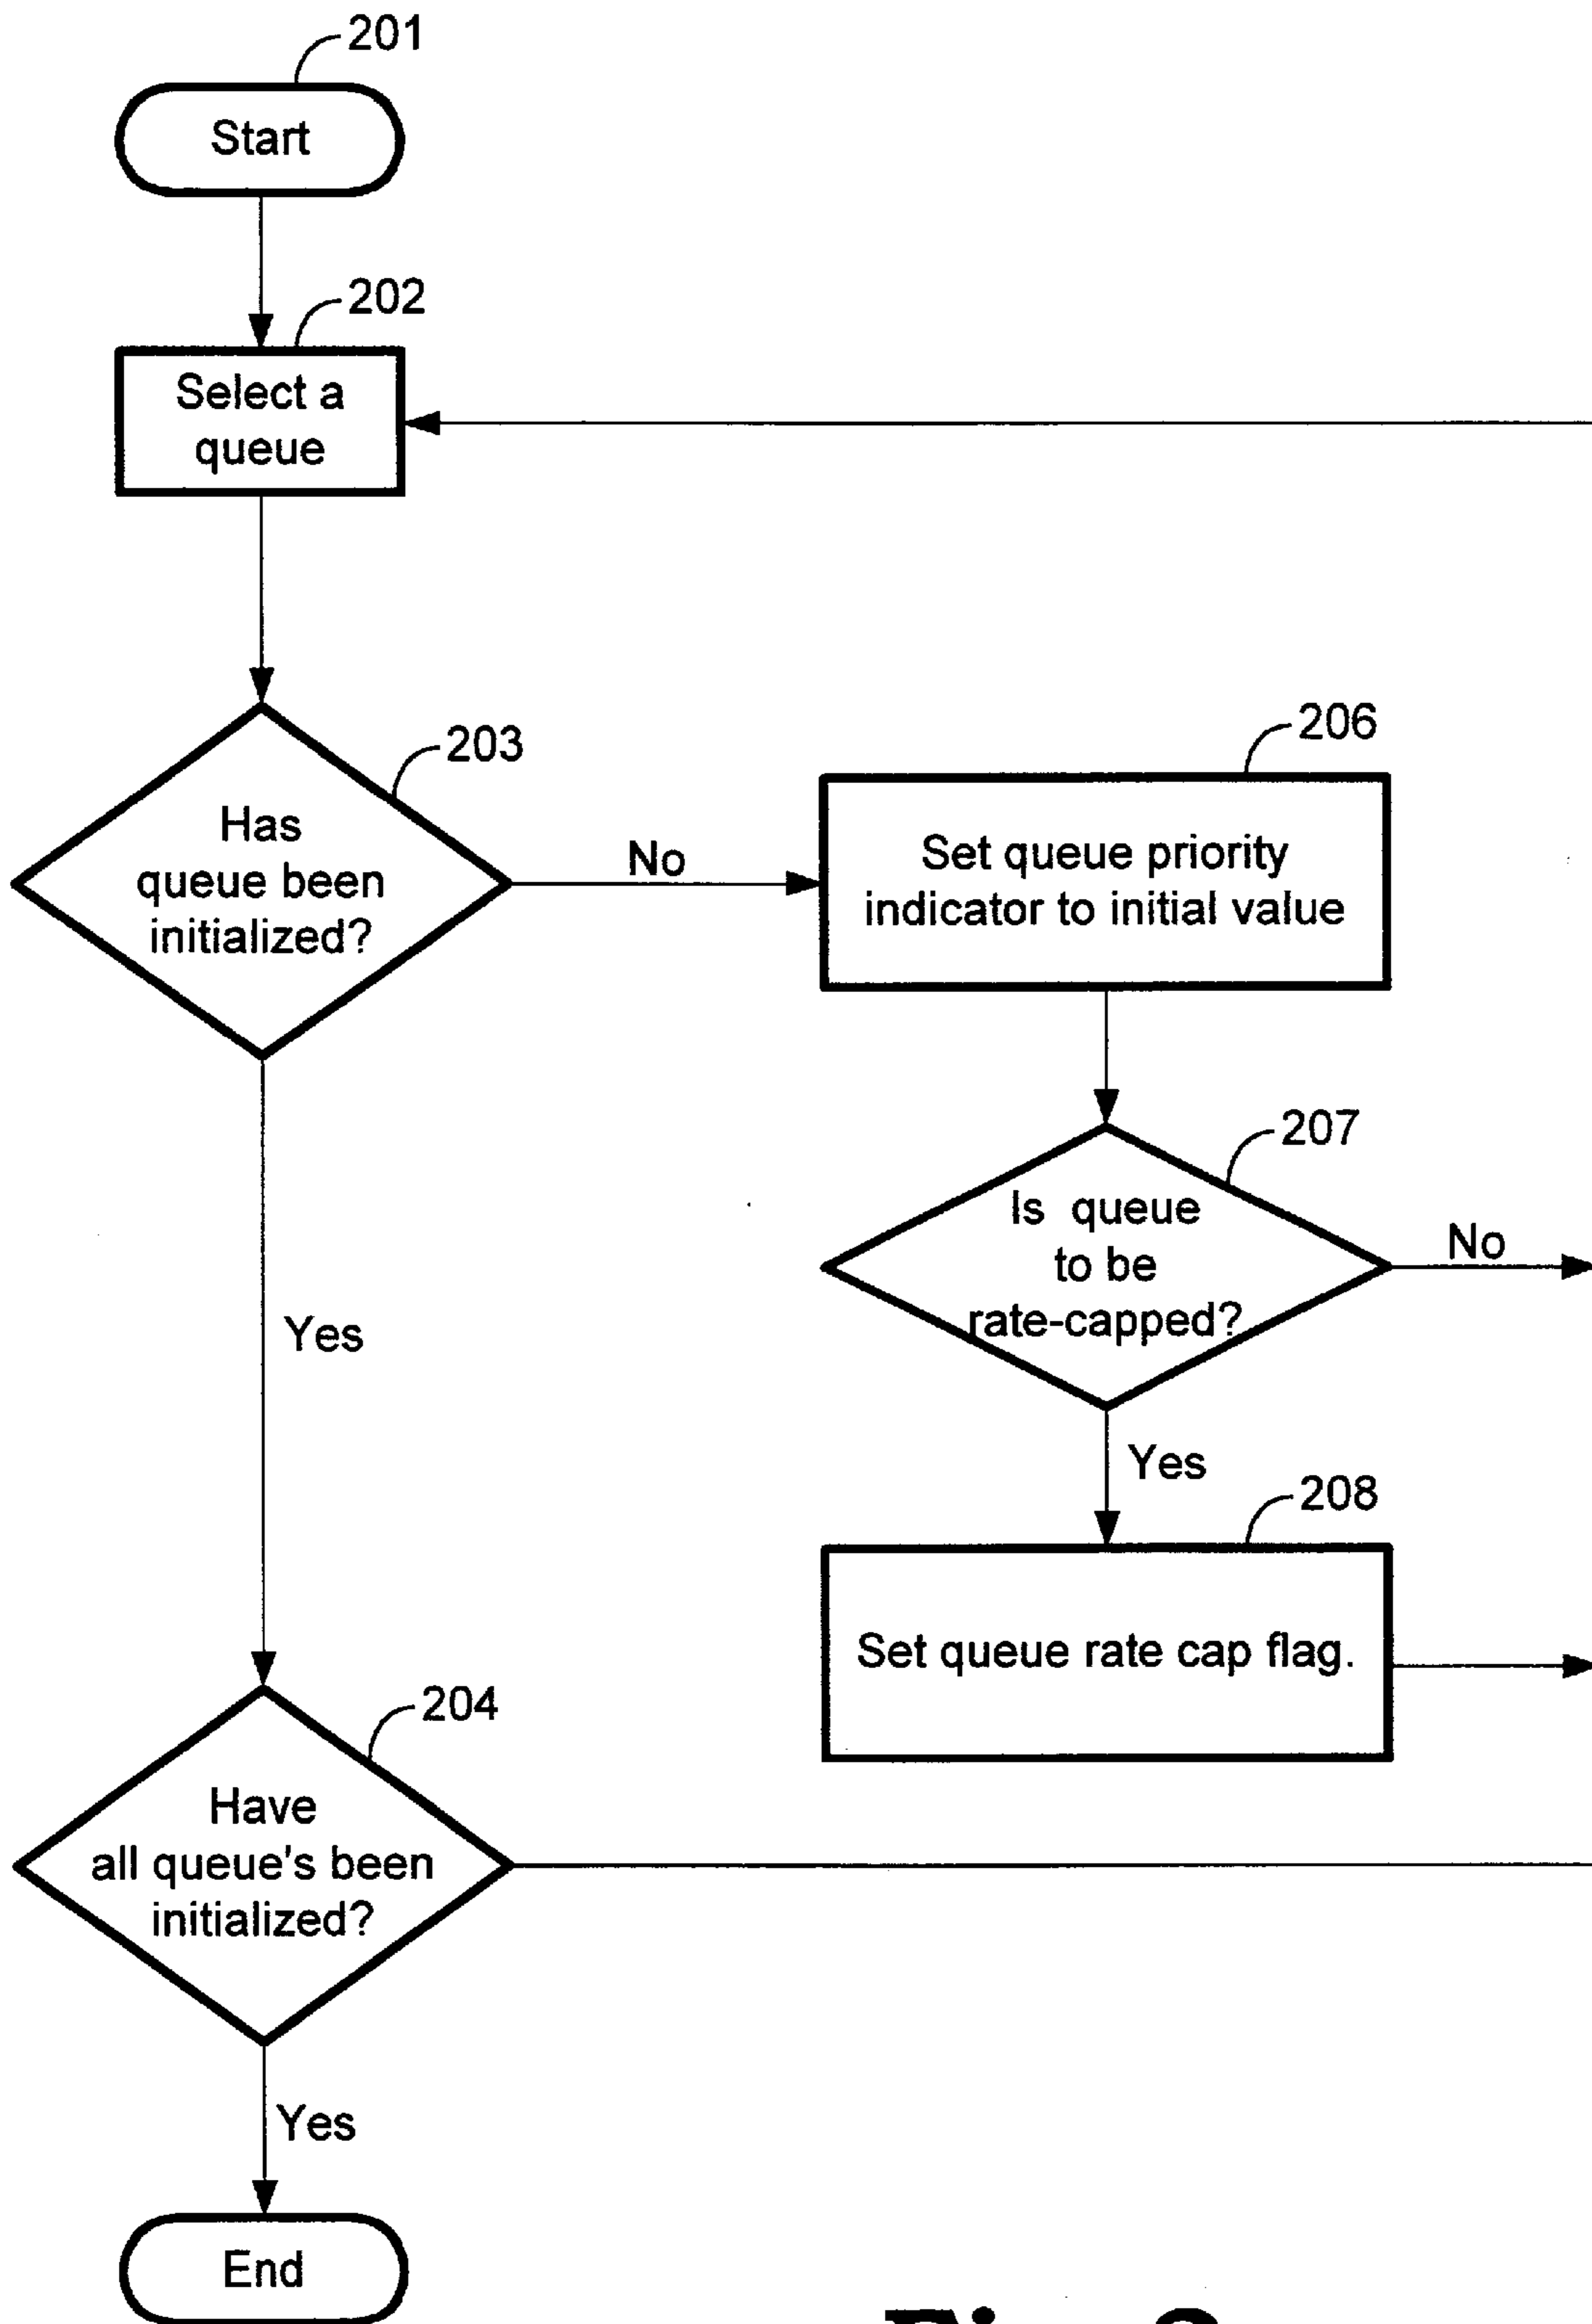 201
Start
202
Select a
queue
203
Has
queue been
initialized?
No
206
Set queue priority
indicator to initial value
207
Is queue
to be
rate-capped?
No
Yes
Yes
208
Set queue rate cap flag.
204
Have
all queue's been
initialized?
Yes
End